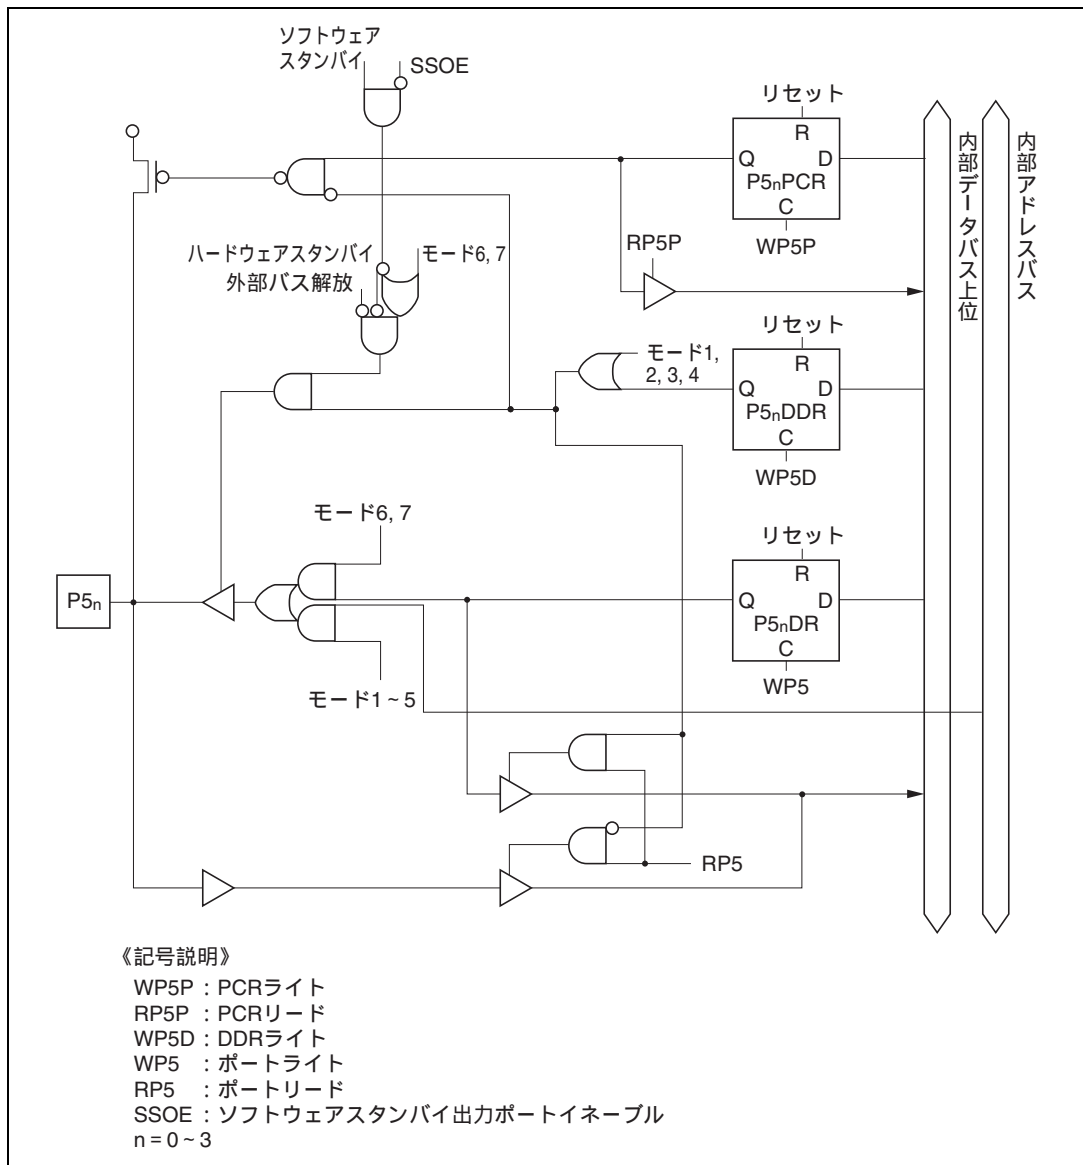 ソフトウェア
スタンバイ
SSOE
リセット
R
Q
D
P5nPCR
C
WP5P
RP5P
ハードウェアスタンバイ
モード6, 7
外部バス解放
内部データバス上位
内部アドレスバス
リセット
モード1,
2, 3, 4
R
Q
D
P5nDDR
C
WP5D
モード6, 7
リセット
R
P5n
Q
D
P5nDR
C
WP5
モード1 ~ 5
RP5
《記号説明》
WP5P : PCRライト
RP5P : PCRリード
WP5D : DDRライト
WP5 : ポートライト
RP5 : ポートリード
SSOE : ソフトウェアスタンバイ出力ポートイネーブル
n = 0 ~ 3